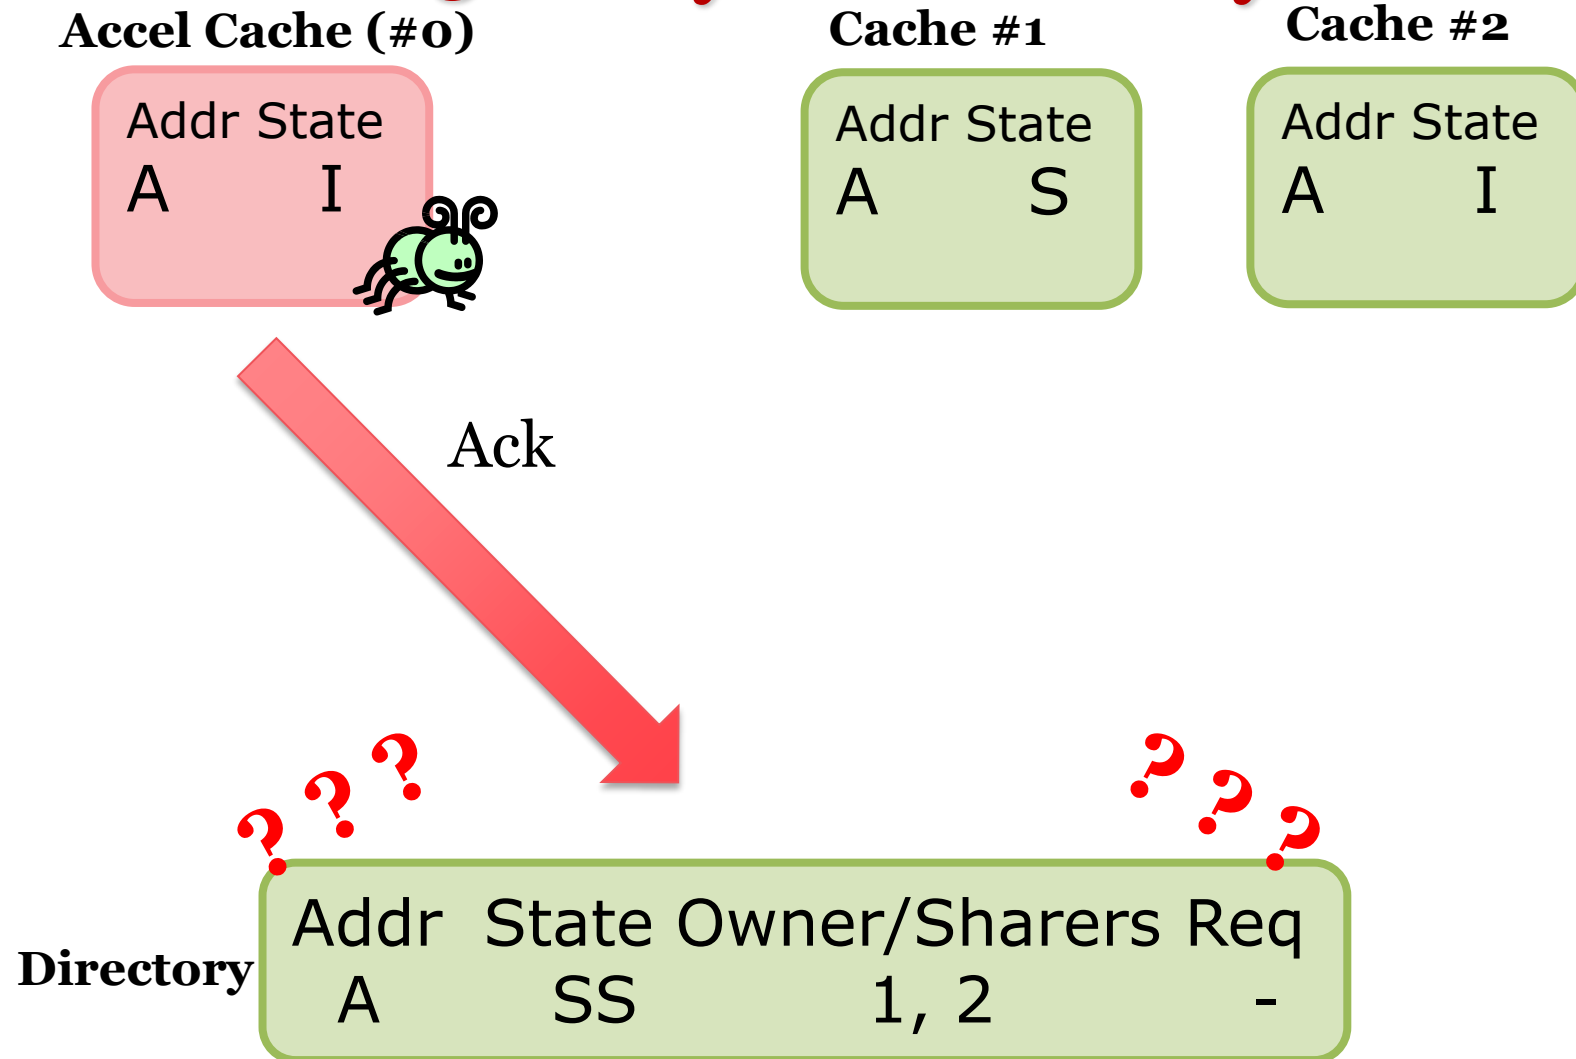 Accel Cache (#0) Cache #1 Cache #2
Addr State Addr State Addr State
A I A S A I
Ack
? ? ? ? ? ?
Addr State Owner/Sharers Req
Directory
A SS 1, 2 -